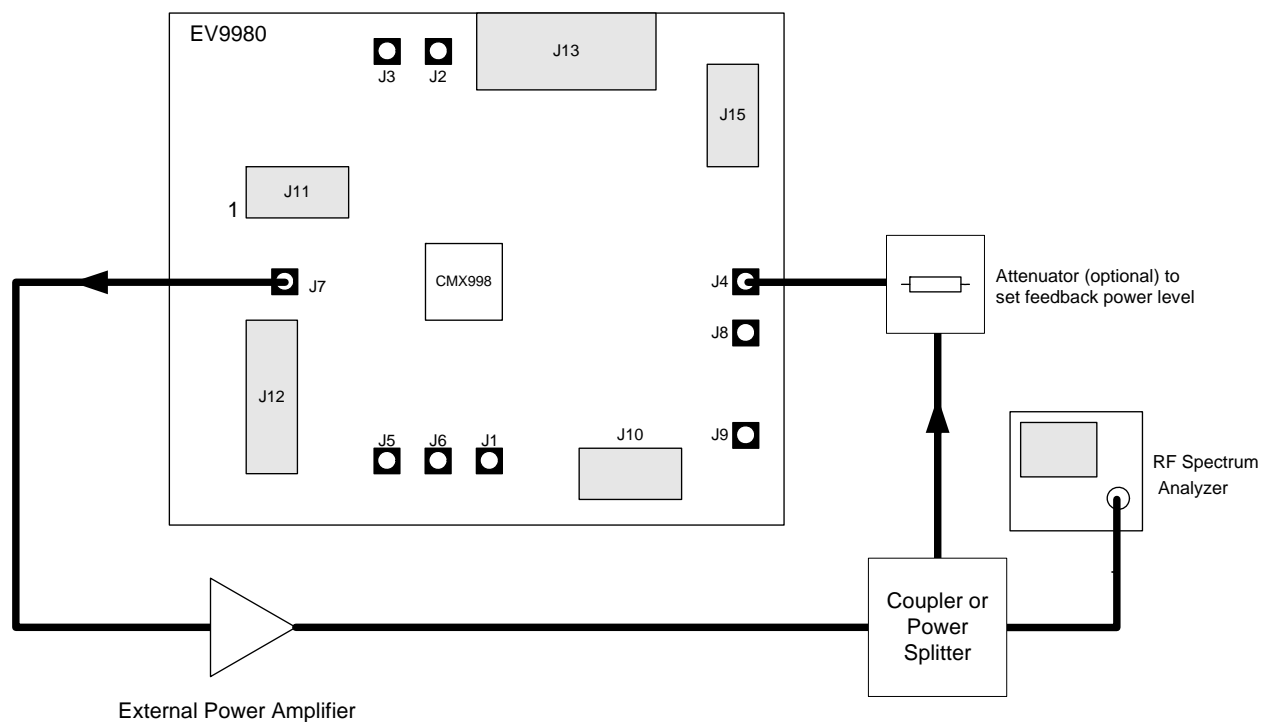 EV9980
J3
J2
J13
J15
J11
1
J7
CMX998
J4
Attenuator (optional) to
set feedback power level
J8
J12
J5
J6
J1
J10
J9
RF Spectrum
Analyzer
Coupler or
Power
Splitter
External Power Amplifier